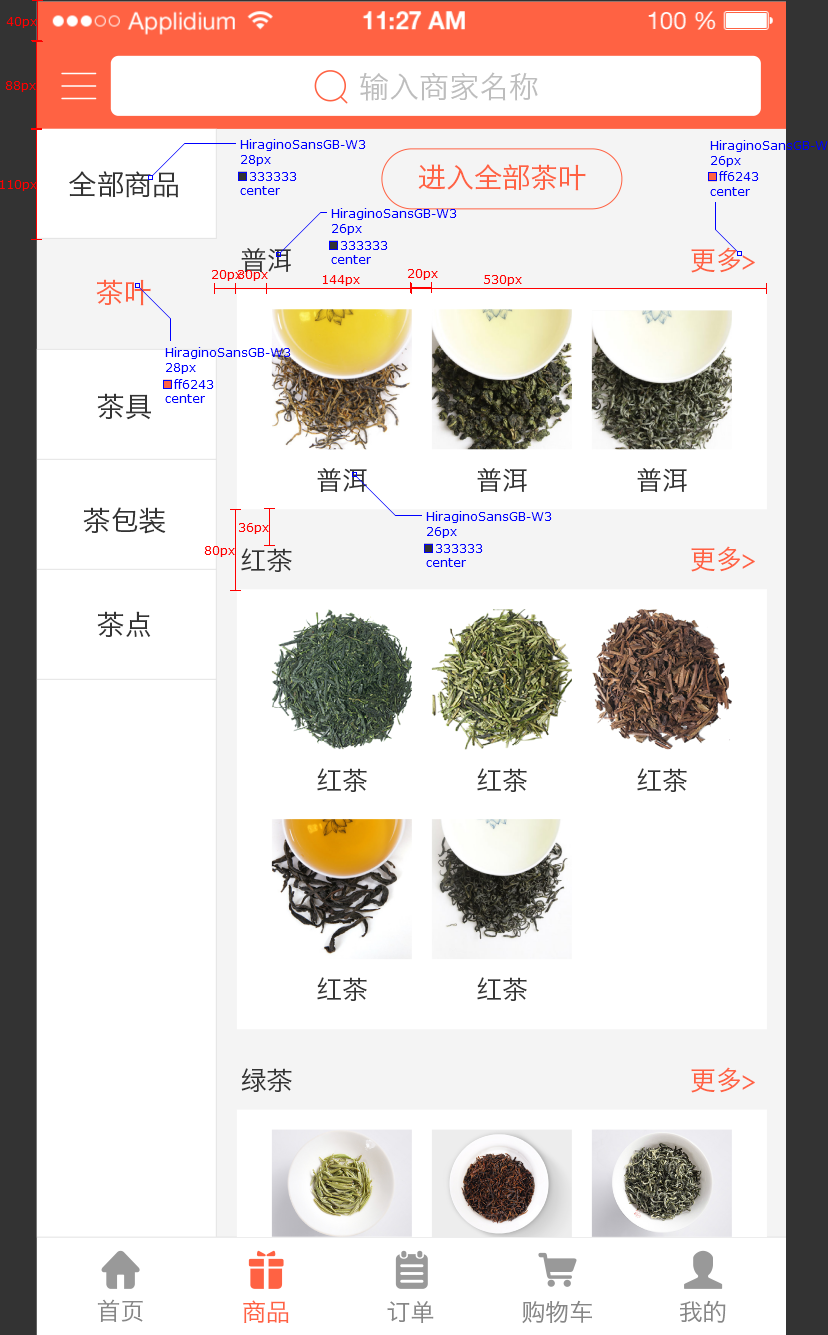 40px
Applidium
11:27 AM
100 %
88px
输入商家名称
110px
全部商品
HiraginoSansGB-W3
28px
333333
center
进入全部茶叶
HiraginoSansGB-W3
26px
ff6243
center
HiraginoSansGB-W3
26px
333333
center
普洱
更多>
20px
30px
144px
20px
530px
茶叶
HiraginoSansGB-W3
28px
ff6243
center
茶具
普洱
普洱
普洱
HiraginoSansGB-W3
26px
333333
center
茶包装
36px
80px
红茶
更多>
茶点
红茶
红茶
红茶
红茶
红茶
绿茶
更多>
首页
商品
订单
购物车
我的